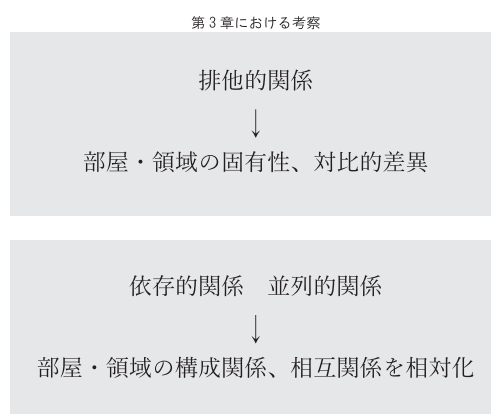 第3章における考察
排他的関係
↓
部屋・領域の固有性、対比的差異
依存的関係　並列的関係
↓
部屋・領域の構成関係、相互関係を相対化